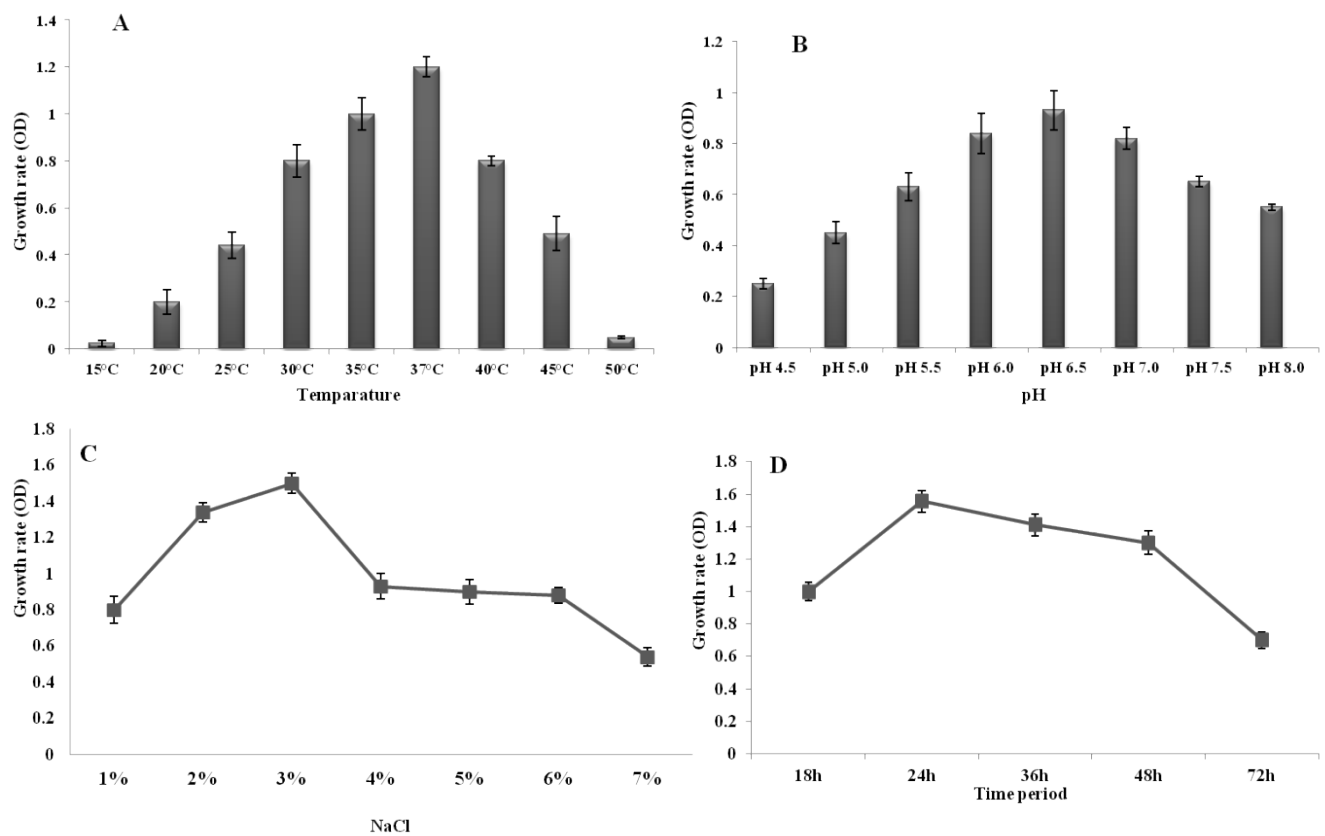 A
Growth rate (OD)
1.4
1.2
1
0.8
0.6
0.4
0.2
0
15°C 20°C 25°C 30°C 35°C 37°C 40°C 45°C 50°C
Temparature
B
Growth rate (OD)
1.2
1
0.8
0.6
0.4
0.2
0
pH 4.5 pH 5.0 pH 5.5 pH 6.0 pH 6.5 pH 7.0 pH 7.5 pH 8.0
pH
C
Growth rate (OD)
1.8
1.6
1.4
1.2
1
0.8
0.6
0.4
0.2
0
1% 2% 3% 4% 5% 6% 7%
NaCl
D
Growth rate (OD)
1.8
1.6
1.4
1.2
1
0.8
0.6
0.4
0.2
0
18h 24h 36h 48h 72h
Time period